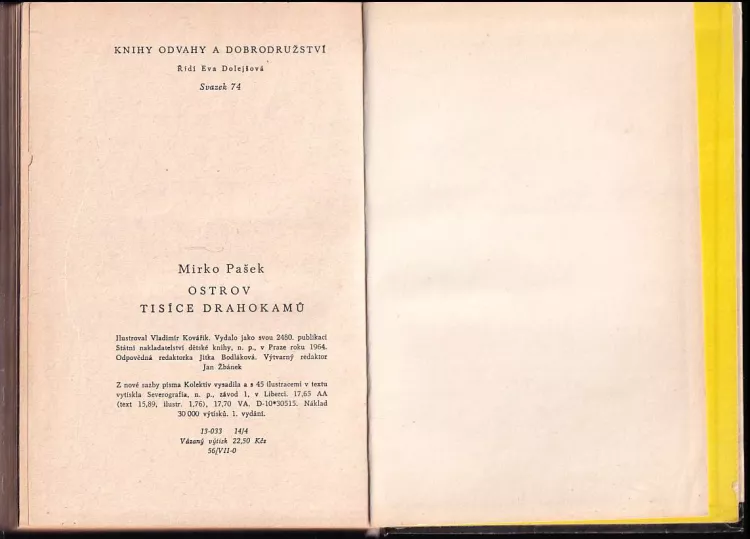 KNIHY ODVAHY A DOBRODRUŽSTVÍ
Řídí Eva Dolejšová
Svazek 74
Mirko Pašek
OSTROV
TISÍCE DRAHOKAMŮ
Ilustroval Vladimír Kovářík. Vydalo jako svou 2480. publikaci
Státní nakladatelství dětské knihy, n. p., v Praze roku 1964.
Odpovědná redaktorka Jitka Bodláková. Výtvarný redaktor
Jan Žbánek
Z nové sazby písma Kolektiv vysadila a s 45 ilustracemi v textu
vytiskla Severografia, n. p., závod 1, v Liberci. 17,65 AA
(text 15,89, ilustr. 1,76), 17,70 VA. D-10*30515. Náklad
30 000 výtisků. 1. vydání.
13-033 14/4
Vázaný výtisk 22,50 Kčs
56/VII-0